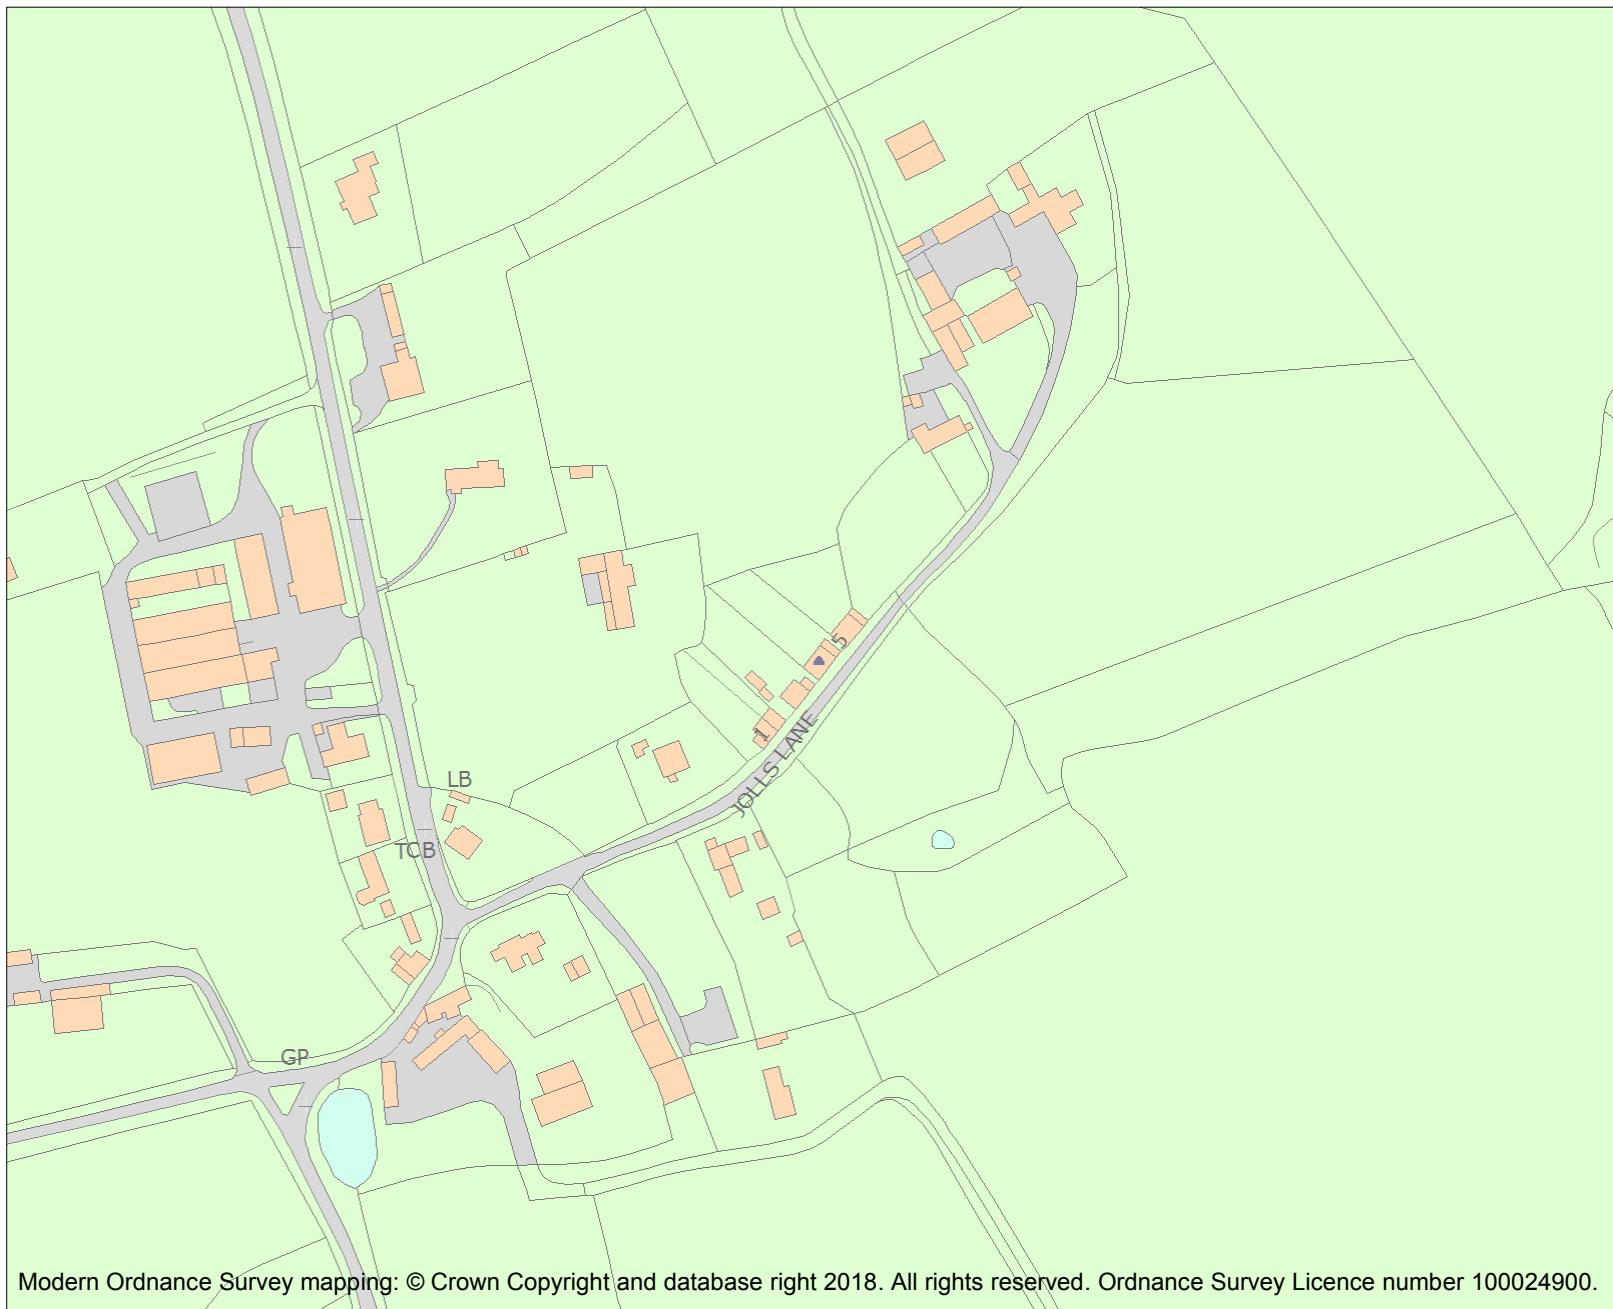 5
1
JOLLS LANE
LB
TCB
GP
Modern Ordnance Survey mapping: © Crown Copyright and database right 2018. All rights reserved. Ordnance Survey Licence number 100024900.